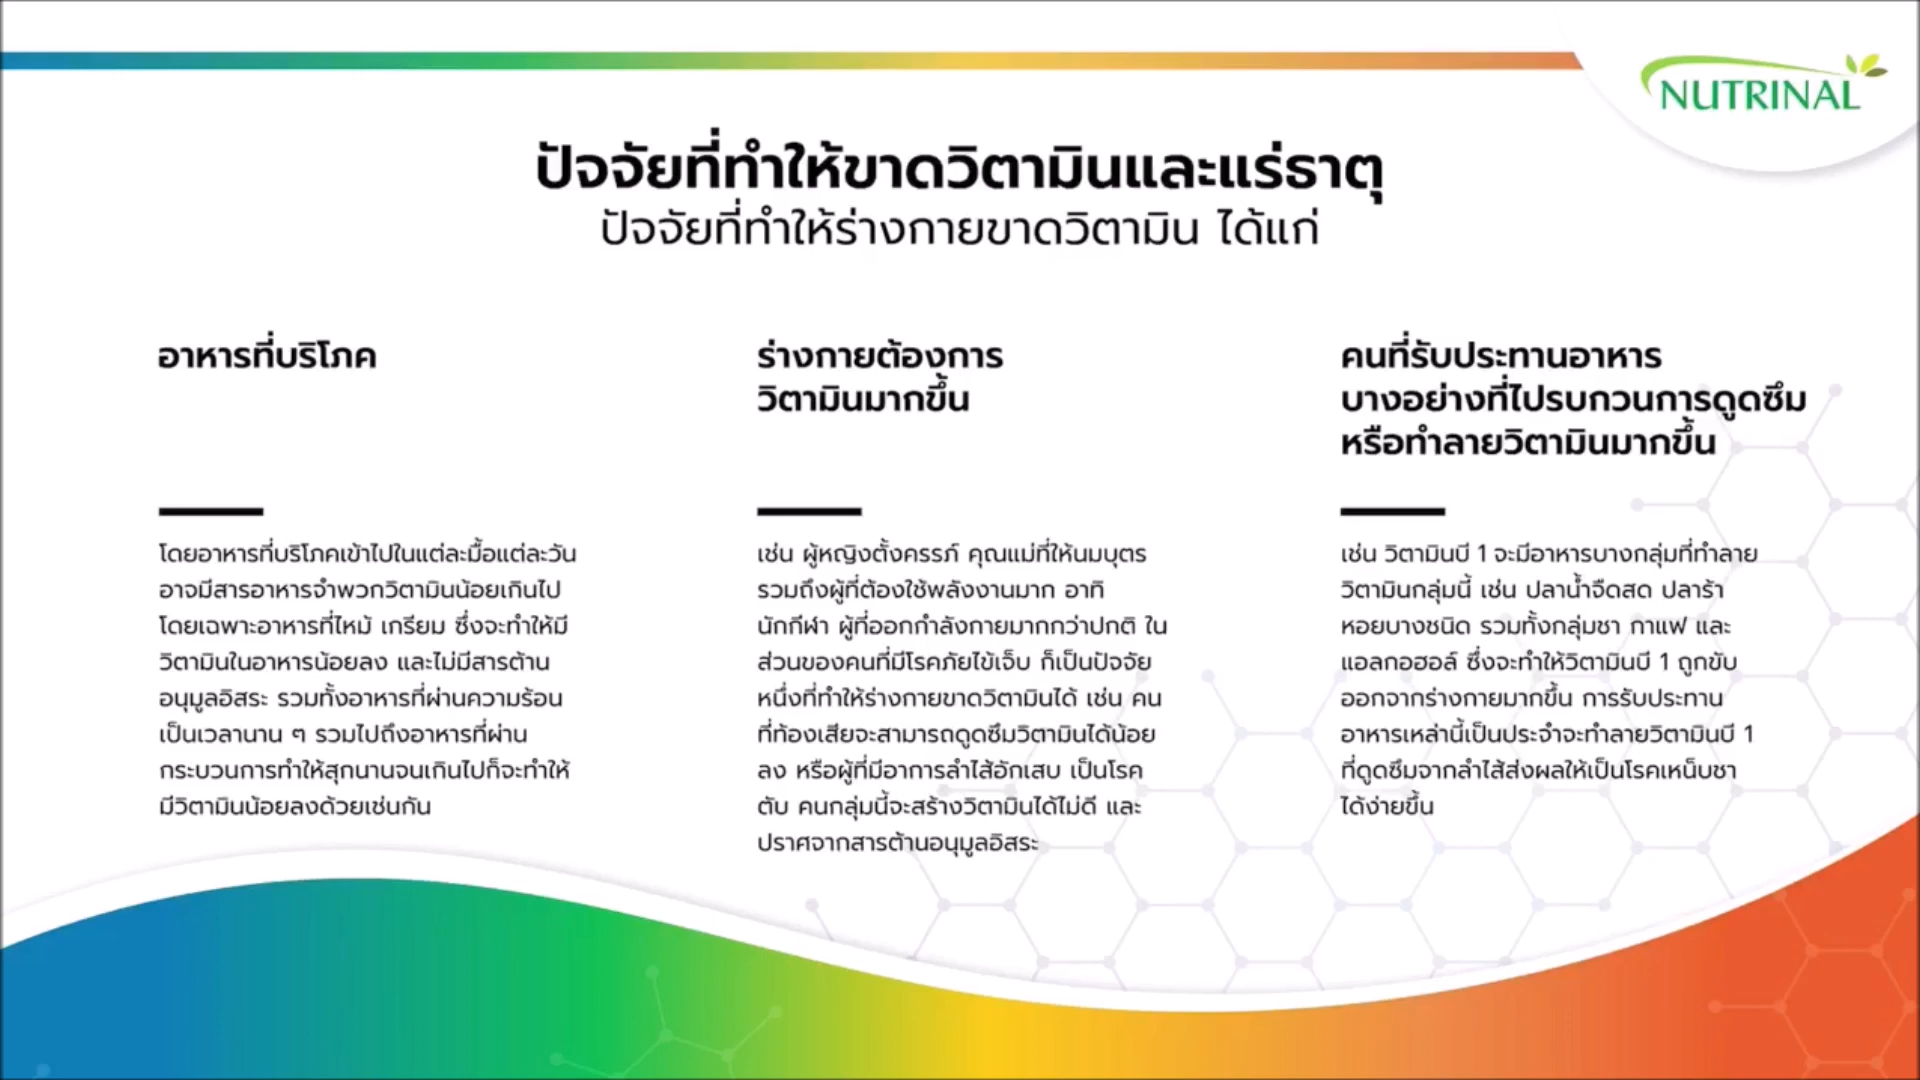 NUTRINAL
ปัจจัยที่ทำให้ขาดวิตามินและแร่ธาตุ
ปัจจัยที่ทำให้ร่างกายขาดวิตามิน ได้แก่
อาหารที่บริโภค
โดยอาหารที่บริโภคเข้าไปในแต่ละมื้อแต่ละวัน
อาจมีสารอาหารจำพวกวิตามินน้อยเกินไป
โดยเฉพาะอาหารที่ไหม้ เกรียม ซึ่งจะทำให้มี
วิตามินในอาหารน้อยลง และไม่มีสารต้าน
อนุมูลอิสระ รวมทั้งอาหารที่ผ่านความร้อน
เป็นเวลานาน ๆ รวมไปถึงอาหารที่ผ่าน
กระบวนการทำให้สุกนานจนเกินไปก็จะทำให้
มีวิตามินน้อยลงด้วยเช่นกัน
ร่างกายต้องการ
วิตามินมากขึ้น
เช่น ผู้หญิงตั้งครรภ์ คุณแม่ที่ให้นมบุตร
รวมถึงผู้ที่ต้องใช้พลังงานมาก อาทิ
นักกีฬา ผู้ที่ออกกำลังกายมากกว่าปกติ ใน
ส่วนของคนที่มีโรคภัยไข้เจ็บ ก็เป็นปัจจัย
หนึ่งที่ทำให้ร่างกายขาดวิตามินได้ เช่น คน
ที่ท้องเสียจะสามารถดูดซึมวิตามินได้น้อย
ลง หรือผู้ที่มีอาการลำไส้อักเสบ เป็นโรค
ตับ คนกลุ่มนี้จะสร้างวิตามินได้ไม่ดี และ
ปราศจากสารต้านอนุมูลอิสระ
คนที่รับประทานอาหาร
บางอย่างที่ไปรบกวนการดูดซึม
หรือทำลายวิตามินมากขึ้น
เช่น วิตามินบี 1 จะมีอาหารบางกลุ่มที่ทำลาย
วิตามินกลุ่มนี้ เช่น ปลาน้ำจืดสด ปลาร้า
หอยบางชนิด รวมทั้งกลุ่มชา กาแฟ และ
แอลกอฮอล์ ซึ่งจะทำให้วิตามินบี 1 ถูกขับ
ออกจากร่างกายมากขึ้น การรับประทาน
อาหารเหล่านี้เป็นประจำจะทำลายวิตามินบี 1
ที่ดูดซึมจากลำไส้ส่งผลให้เป็นโรคเหน็บชา
ได้ง่ายขึ้น